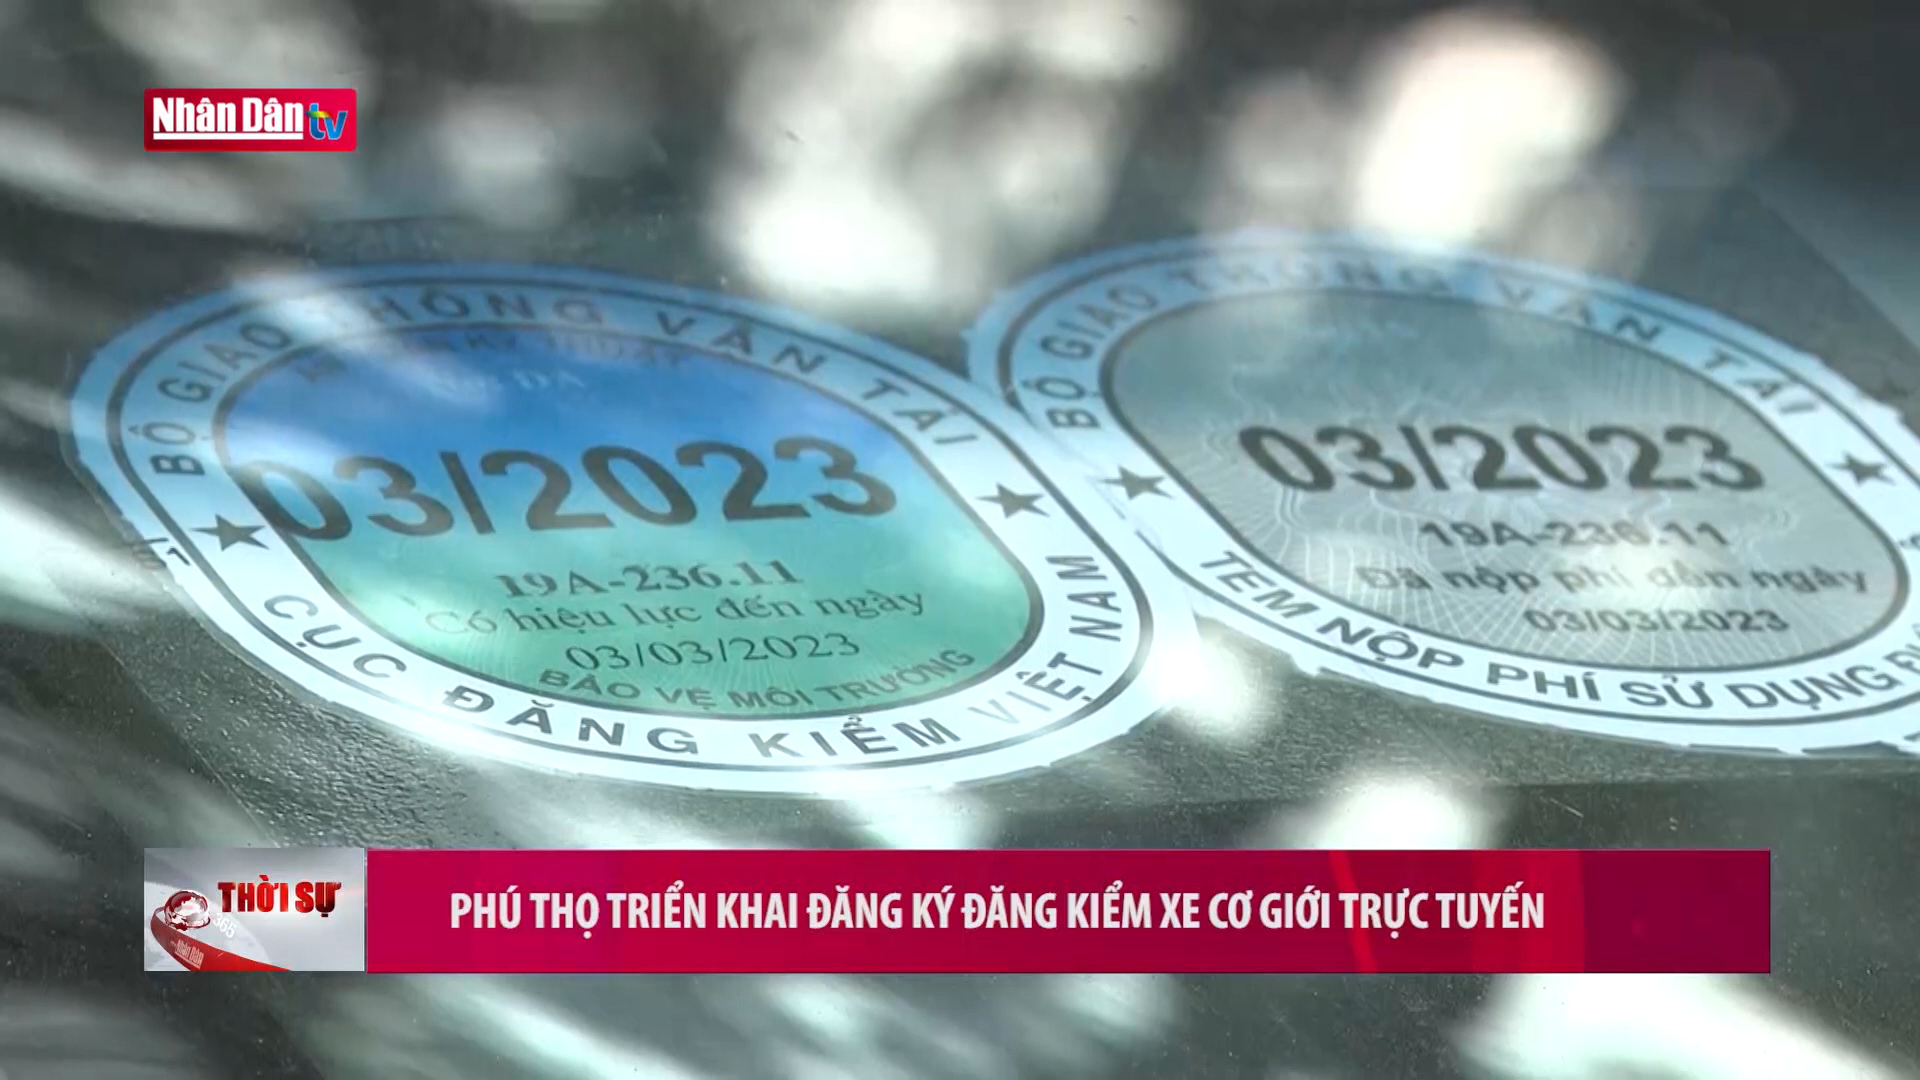 Nhân Dân tv
BỘ GIAO THÔNG VẬN TẢI
03/2023
19A-236.11
Có hiệu lực đến ngày
03/03/2023
BẢO VỆ MÔI TRƯỜNG
CỤC ĐĂNG KIỂM VIỆT NAM
BỘ GIAO THÔNG VẬN TẢI
03/2023
19A-236.11
Đã nộp phí đến ngày
03/03/2023
TEM NỘP PHÍ SỬ DỤNG
THỜI SỰ
365
Nhân Dân
PHÚ THỌ TRIỂN KHAI ĐĂNG KÝ ĐĂNG KIỂM XE CƠ GIỚI TRỰC TUYẾN